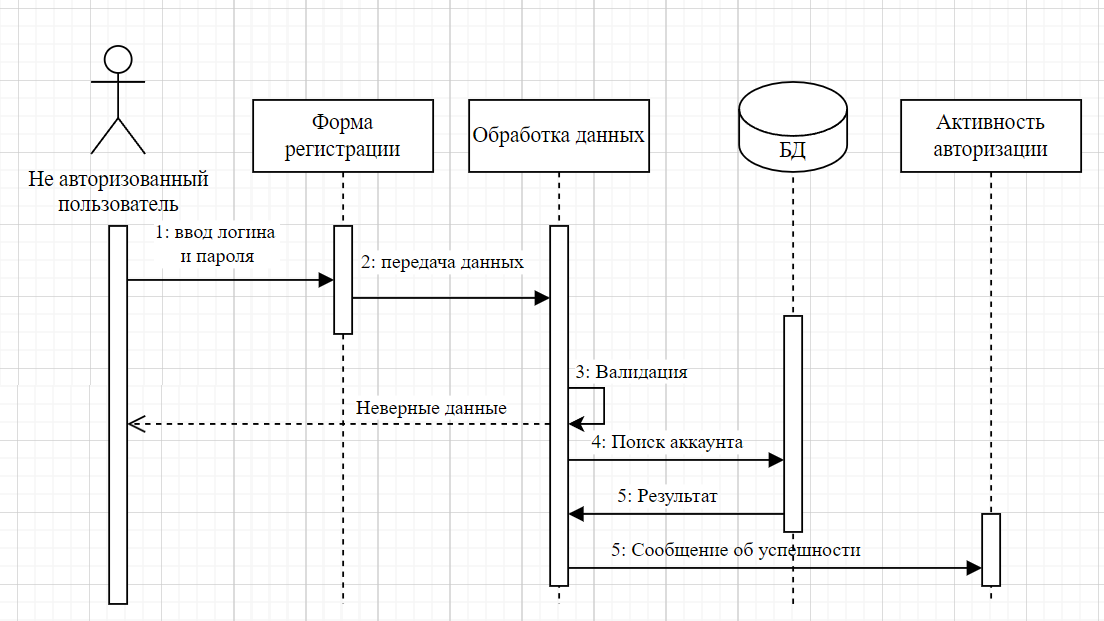 Не авторизованный
пользователь
Форма
регистрации
Обработка данных
БД
Активность
авторизации
1: ввод логина
и пароля
2: передача данных
3: Валидация
Неверные данные
4: Поиск аккаунта
5: Результат
5: Сообщение об успешности